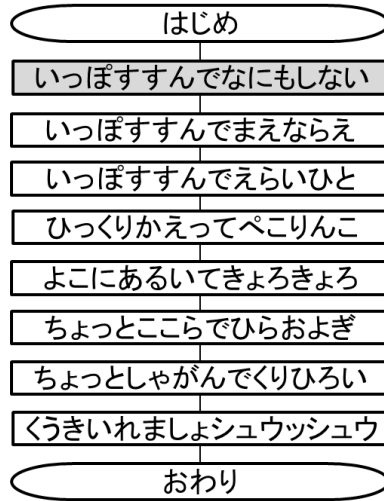 はじめ
いっぽすすんでなにもしない
いっぽすすんでまえならえ
いっぽすすんでえらいひと
ひっくりかえってぺこりんこ
よこにあるいてきょろきょろ
ちょっとここらでひらおよぎ
ちょっとしゃがんでくりひろい
くうきいれましょシュウッシュウ
おわり